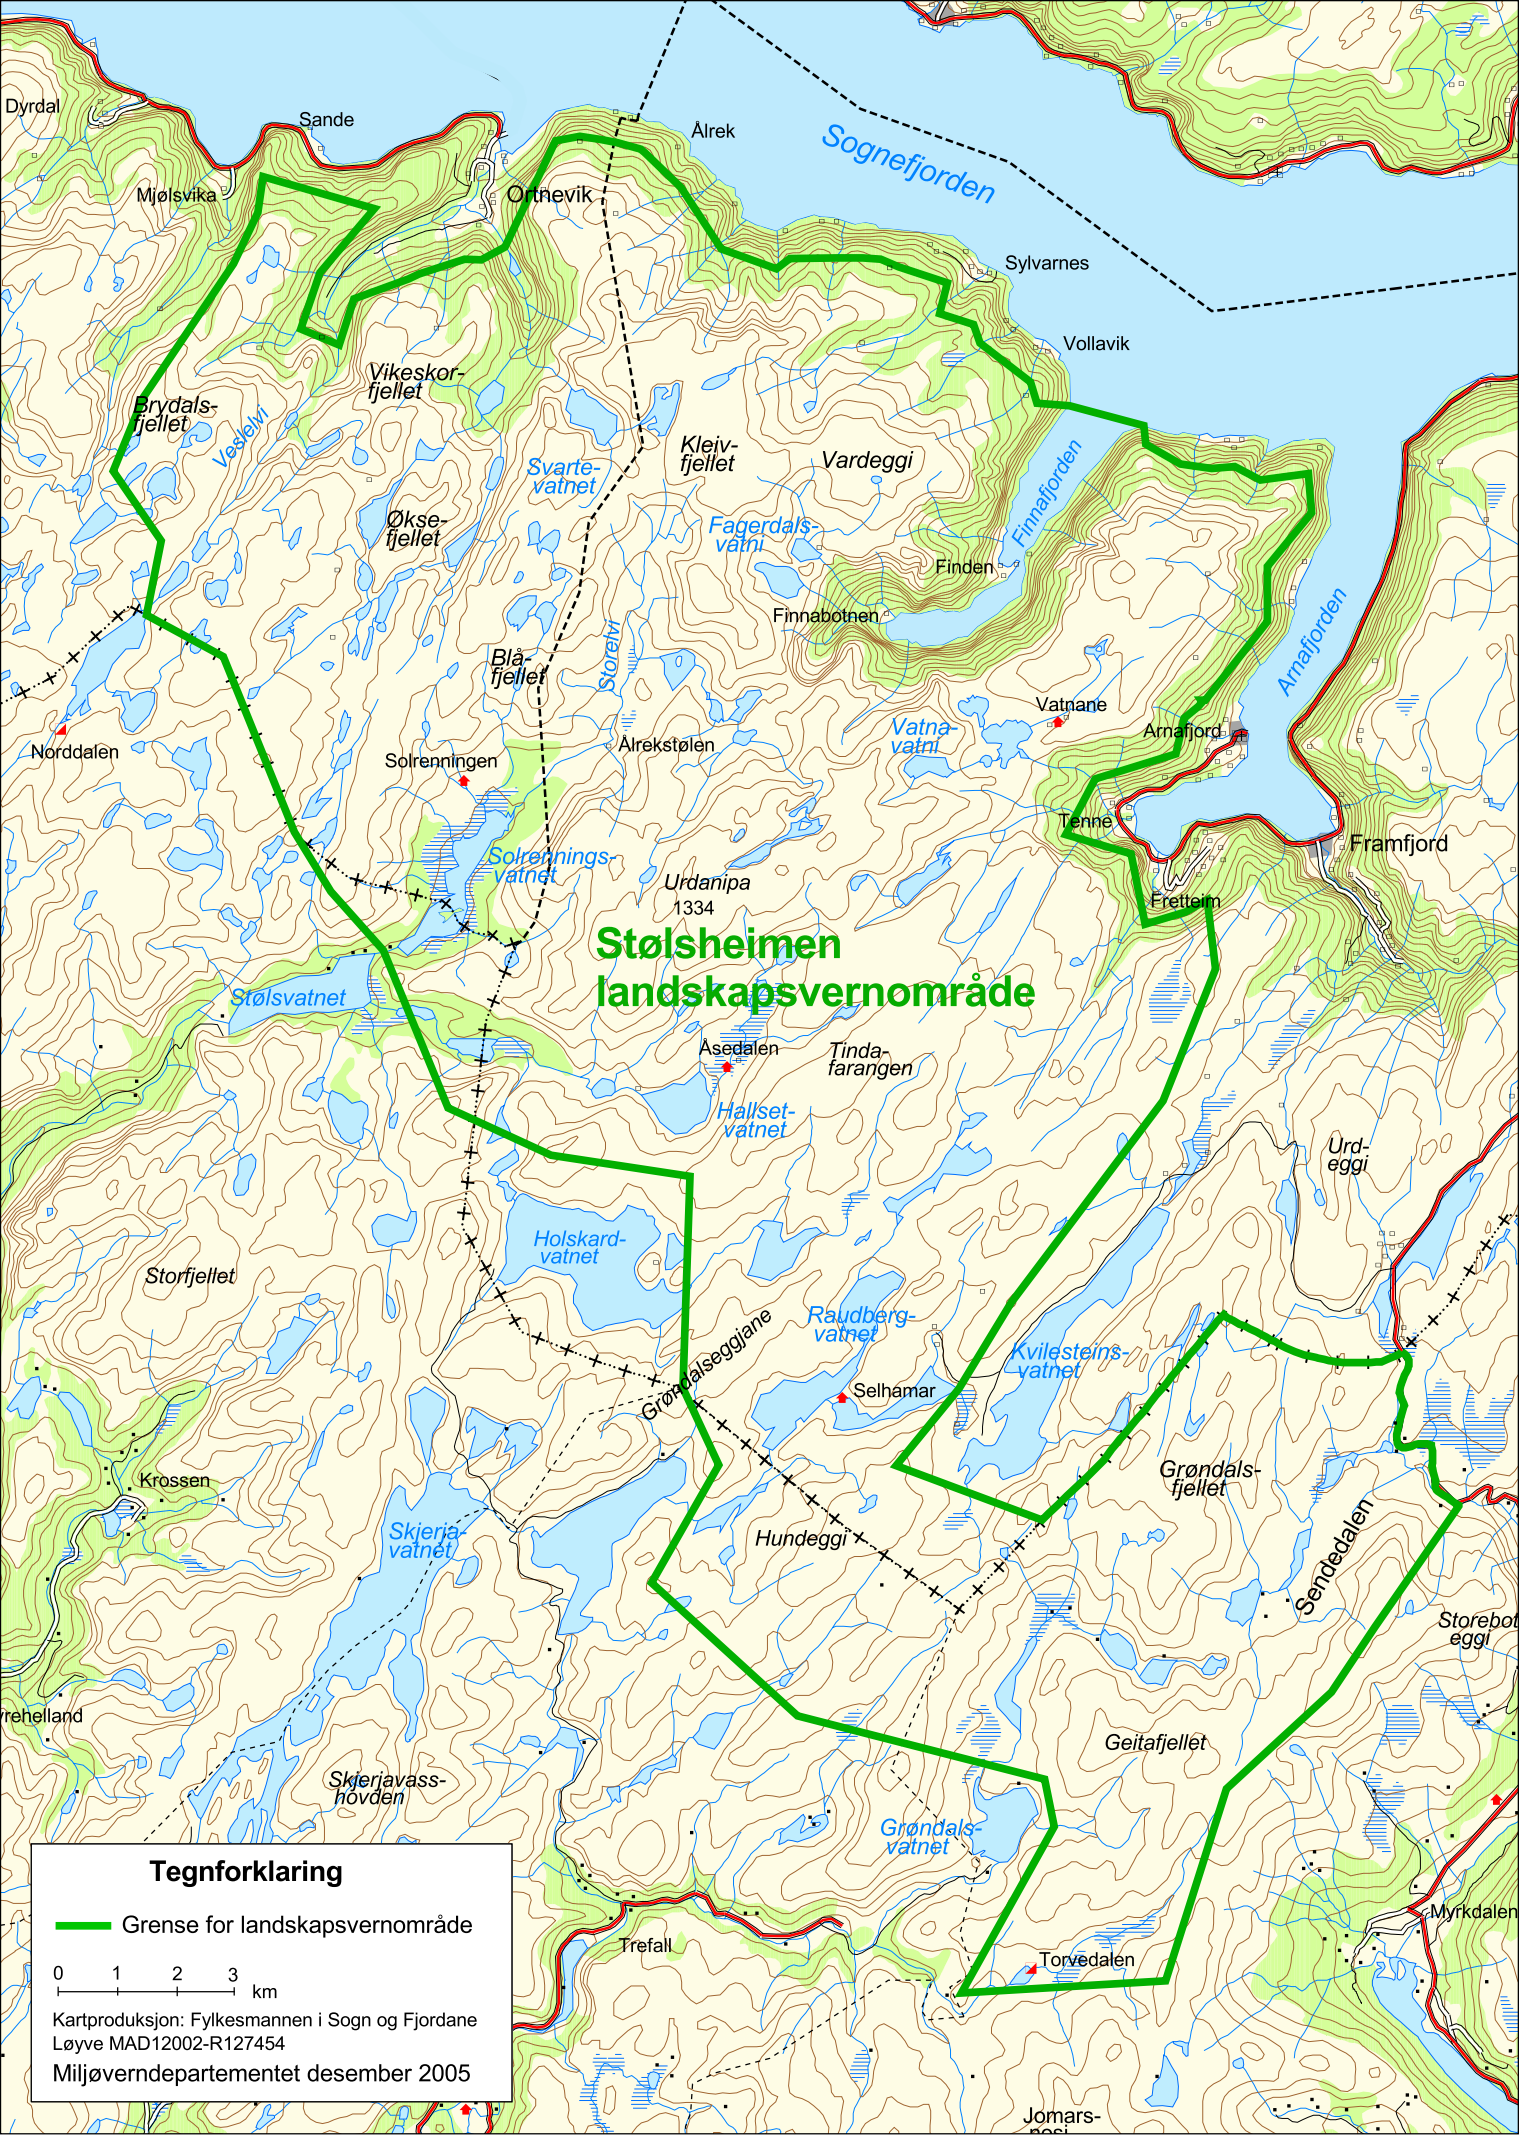 Dyrdal
Sande
Ålrek
Sognefjorden
Mjølsvika
Ortnevik
Sylvarnes
Vollavik
Vikeskor-
fjellet
Brydals-
fjellet
Veslelvi
Kleiv-
fjellet
Vardeggi
Svarte-
vatnet
Finnafjorden
Økse-
fjellet
Fagerdals-
vatni
Finden
Finnabotnen
Arnafjorden
Storelvi
Blå-
fjellet
Vatnane
Vatna-
vatni
Arnafjord
Norddalen
Ålrekstølen
Solrenningen
Tenne
Framfjord
Solrennings-
vatnet
Urdanipa
1334
Fretteim
Stølsheimen
landskapsvernområde
Stølsvatnet
Åsedalen
Tinda-
farangen
Hallset-
vatnet
Urd-
eggi
Holskard-
vatnet
Storfjellet
Raudberg-
vatnet
Grøndalseggjane
Kvilesteins-
vatnet
Selhamar
Krossen
Grøndals-
fjellet
Skjerja-
vatnet
Hundeggi
Sendedalen
Storebot
eggi
yrehelland
Geitafjellet
Skjerjavass-
hovden
Grøndals-
vatnet
Tegnforklaring
Grense for landskapsvernområde
Myrkdalen
Trefall
Torvedalen
0 1 2 3
km
Kartproduksjon: Fylkesmannen i Sogn og Fjordane
Løyve MAD12002-R127454
Miljøverndepartementet desember 2005
Jomars-
nosi